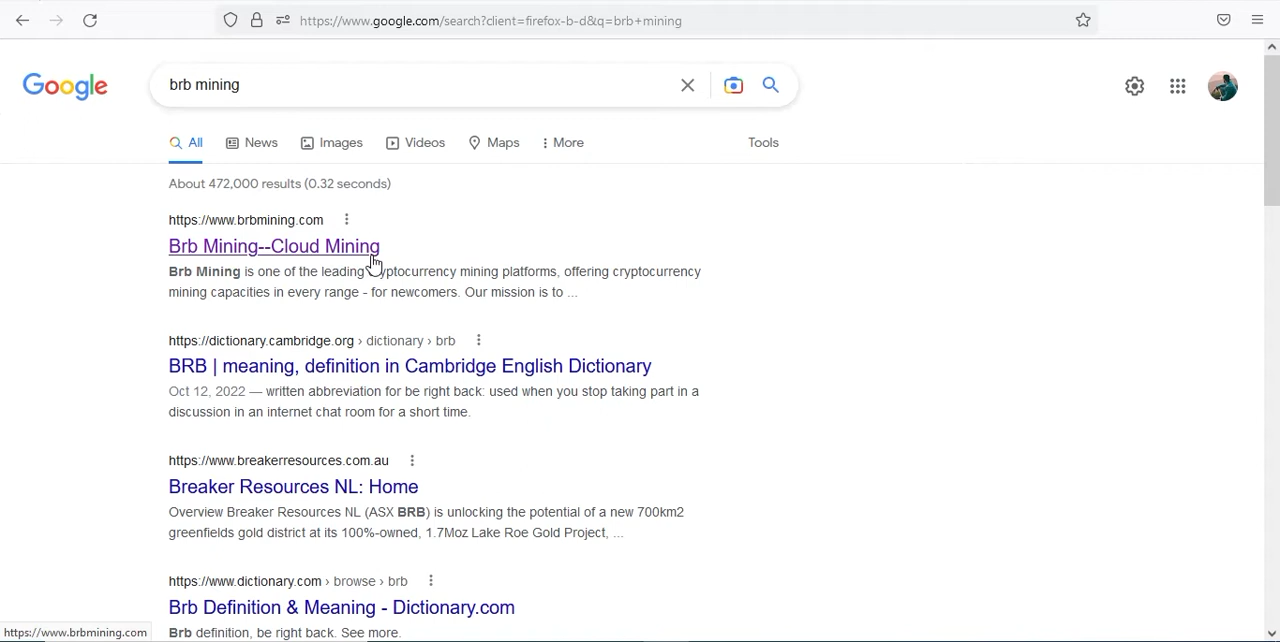 https://www.google.com/search?client=firefox-b-d&q=brb+mining
Google
brb mining
All
News
Images
Videos
Maps
More
Tools
About 472,000 results (0.32 seconds)
https://www.brbmining.com
Brb Mining--Cloud Mining
Brb Mining is one of the leading cryptocurrency mining platforms, offering cryptocurrency
mining capacities in every range - for newcomers. Our mission is to ...
https://dictionary.cambridge.org › dictionary › brb
BRB | meaning, definition in Cambridge English Dictionary
Oct 12, 2022 — written abbreviation for be right back: used when you stop taking part in a
discussion in an internet chat room for a short time.
https://www.breakerresources.com.au
Breaker Resources NL: Home
Overview Breaker Resources NL (ASX BRB) is unlocking the potential of a new 700km2
greenfields gold district at its 100%-owned, 1.7Moz Lake Roe Gold Project, ...
https://www.dictionary.com › browse › brb
Brb Definition & Meaning - Dictionary.com
Brb definition, be right back. See more.
https://www.brbmining.com